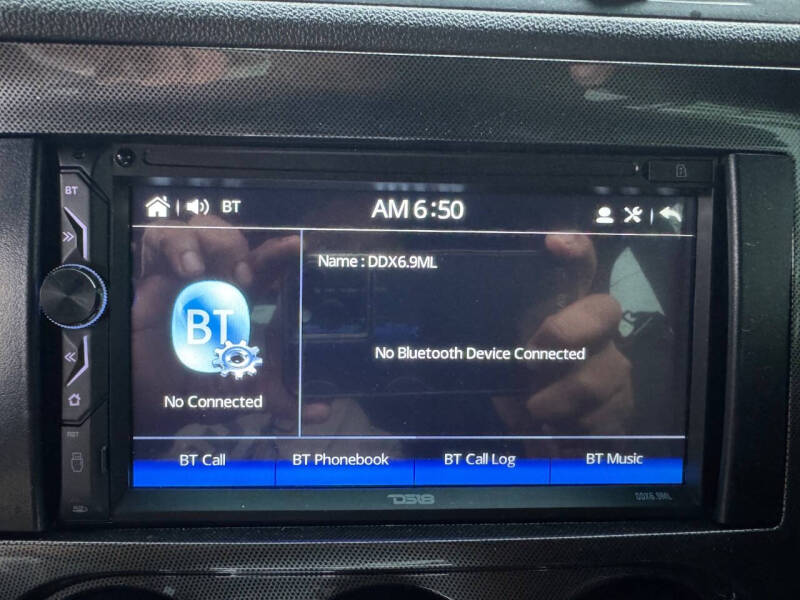 BT
BT
AM 6:50
Name : DDX6.9ML
BT
No Bluetooth Device Connected
No Connected
RST
BT Call
BT Phonebook
BT Call Log
BT Music
DS18
DDX6.9ML